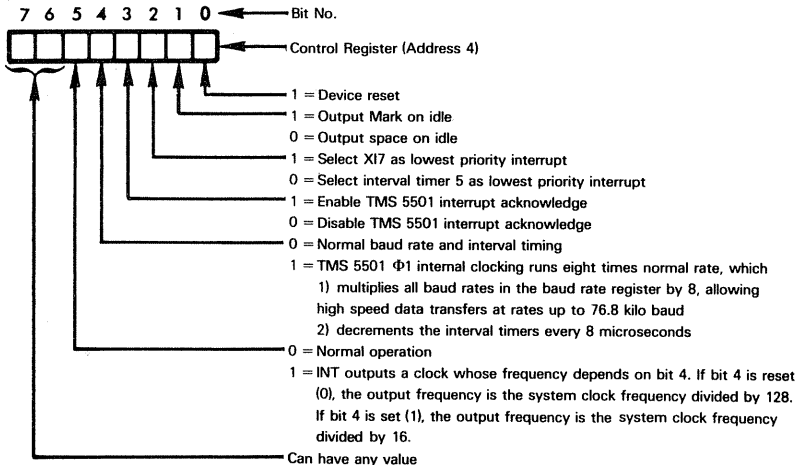 7 6 5 4 3 2 1 0 Bit No.
Control Register (Address 4)
1 = Device reset
1 = Output Mark on idle
0 = Output space on idle
1 = Select XI7 as lowest priority interrupt
0 = Select interval timer 5 as lowest priority interrupt
1 = Enable TMS 5501 interrupt acknowledge
0 = Disable TMS 5501 interrupt acknowledge
0 = Normal baud rate and interval timing
1 = TMS 5501 Φ1 internal clocking runs eight times normal rate, which
1) multiplies all baud rates in the baud rate register by 8, allowing
high speed data transfers at rates up to 76.8 kilo baud
2) decrements the interval timers every 8 microseconds
0 = Normal operation
1 = INT outputs a clock whose frequency depends on bit 4. If bit 4 is reset
(0), the output frequency is the system clock frequency divided by 128.
If bit 4 is set (1), the output frequency is the system clock frequency
divided by 16.
Can have any value